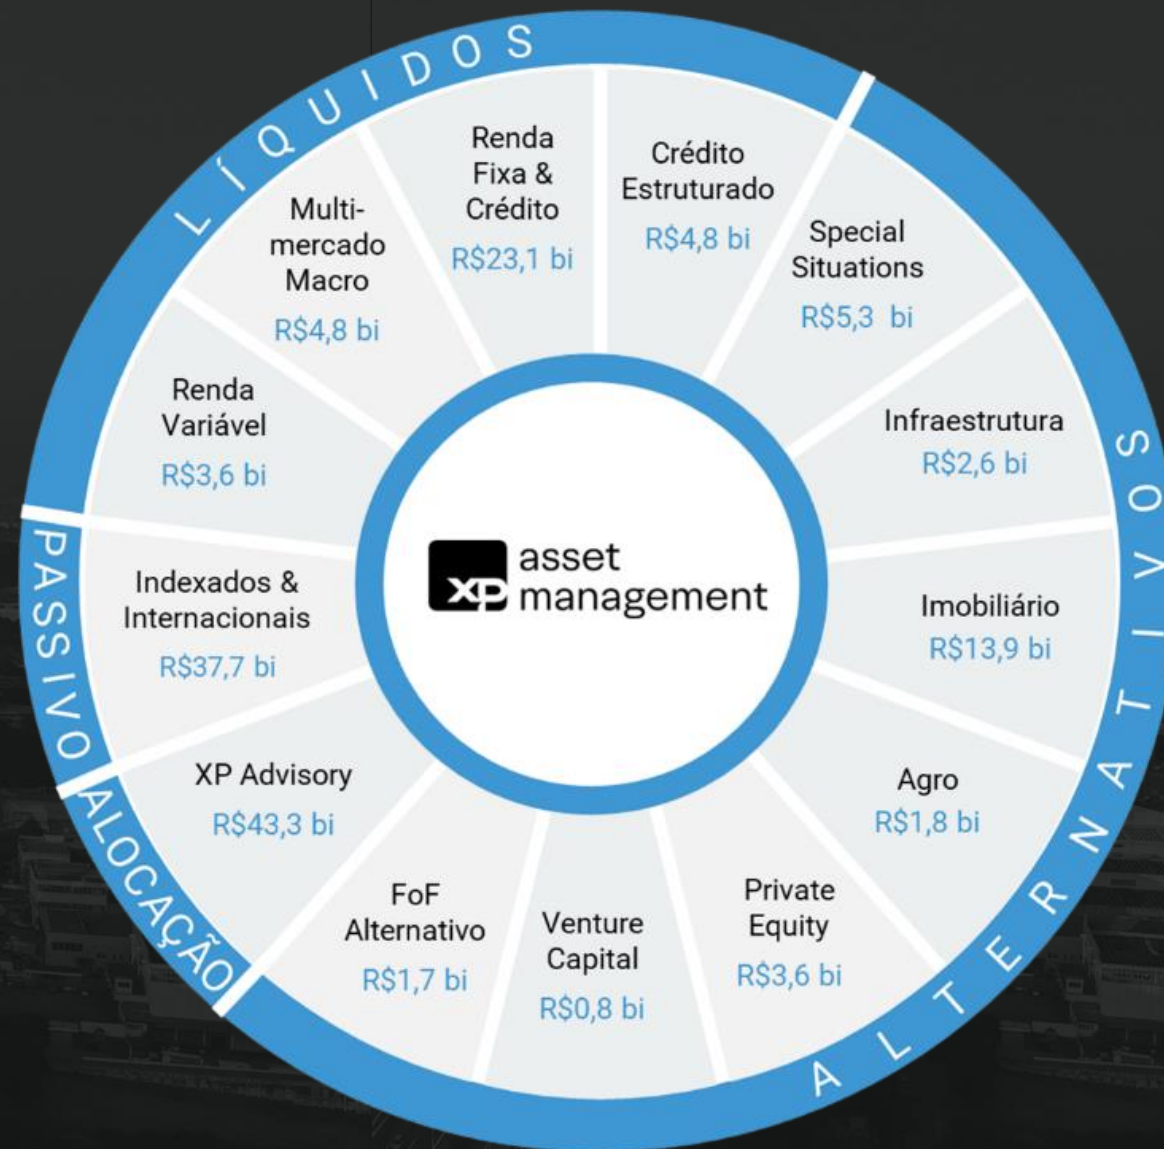 LÍQUIDOS
Renda
Fixa &
Crédito
R$23,1 bi
Crédito
Estruturado
R$4,8 bi
Multi-
mercado
Macro
R$4,8 bi
Special
Situations
R$5,3 bi
Renda
Variável
R$3,6 bi
Infraestrutura
R$2,6 bi
ALTERNATIVOS
PASSIVO
Indexados &
Internacionais
R$37,7 bi
XP asset
management
Imobiliário
R$13,9 bi
ALOCAÇÃO
XP Advisory
R$43,3 bi
Agro
R$1,8 bi
FoF
Alternativo
R$1,7 bi
Venture
Capital
R$0,8 bi
Private
Equity
R$3,6 bi